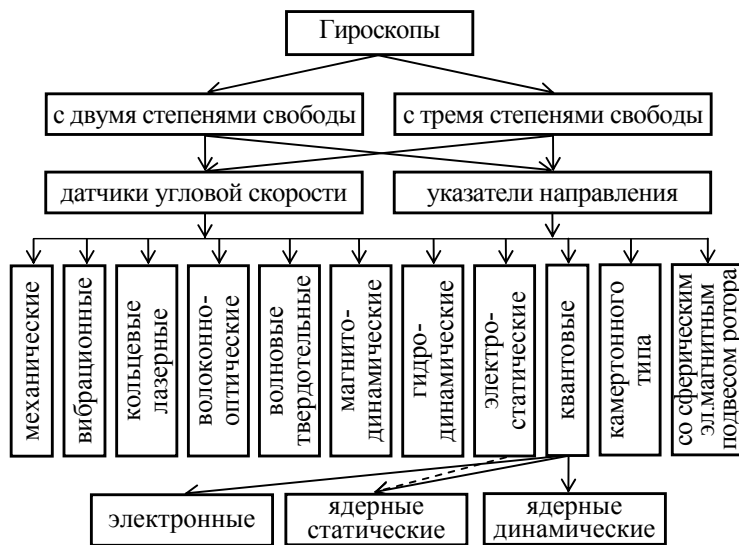 Гироскопы
с двумя степенями свободы
с тремя степенями свободы
датчики угловой скорости
указатели направления
механические
вибрационные
кольцевые
лазерные
волоконно-
оптические
волновые
твердотельные
магнито-
динамические
гидро-
динамические
электро-
статические
квантовые
камертонного
типа
со сферическим
эл.магнитным
подвесом ротора
электронные
ядерные
статические
ядерные
динамические